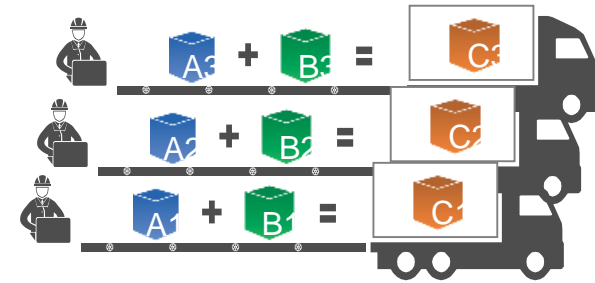 A3 + B3 = C3
A2 + B2 = C2
A1 + B1 = C1